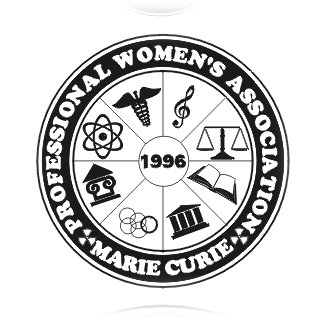 PROFESSIONAL WOMEN'S ASSOCIATION
MARIE CURIE
1996